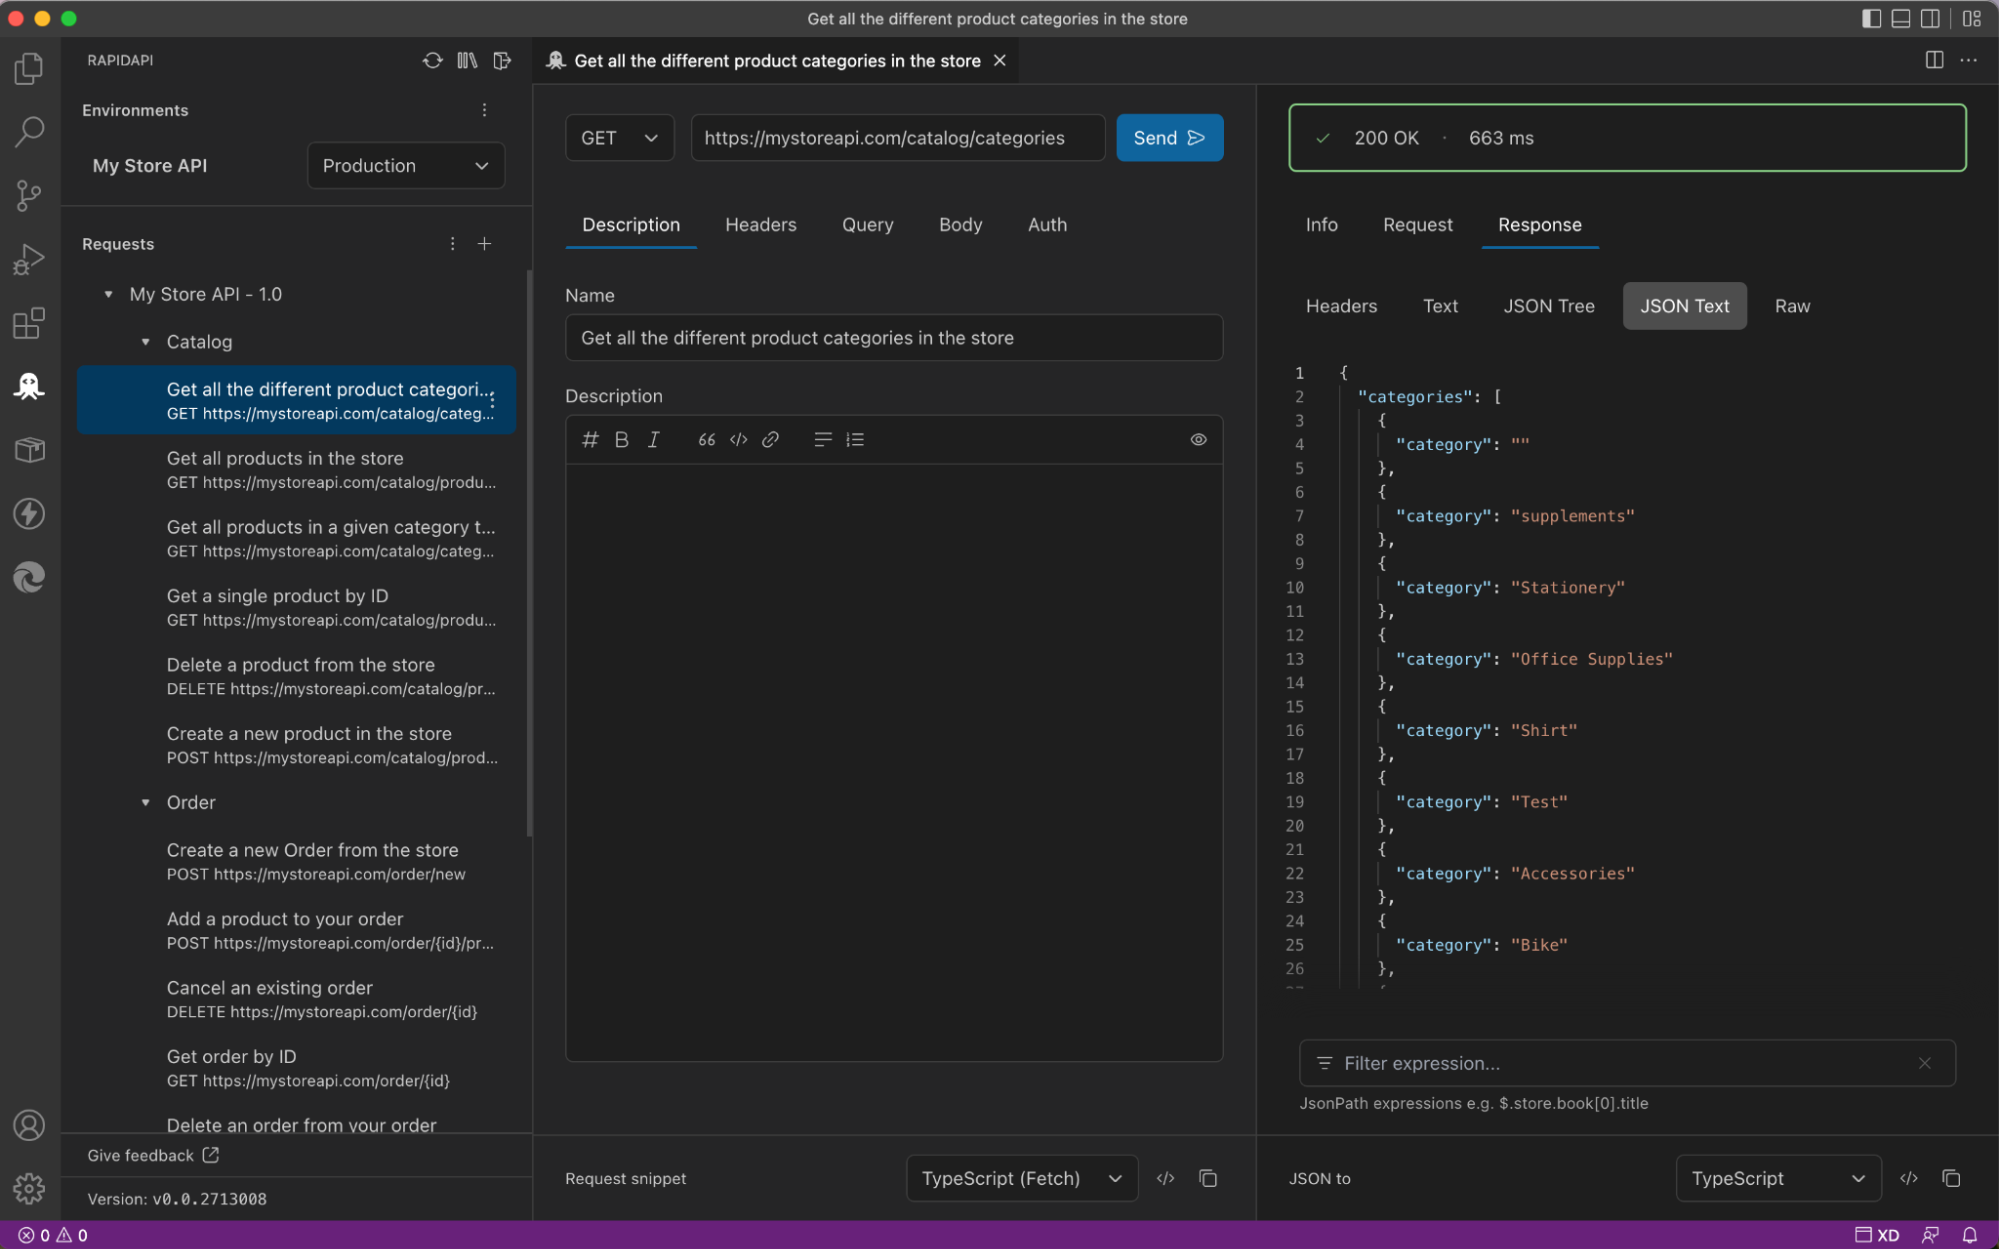 Get all the different product categories in the store
RAPIDAPI
Environments
My Store API
Production
Requests
My Store API - 1.0
Catalog
Get all the different product categori...
GET https://mystoreapi.com/catalog/categ...
Get all products in the store
GET https://mystoreapi.com/catalog/produ...
Get all products in a given category t...
GET https://mystoreapi.com/catalog/categ...
Get a single product by ID
GET https://mystoreapi.com/catalog/produ...
Delete a product from the store
DELETE https://mystoreapi.com/catalog/pr...
Create a new product in the store
POST https://mystoreapi.com/catalog/prod...
Order
Create a new Order from the store
POST https://mystoreapi.com/order/new
Add a product to your order
POST https://mystoreapi.com/order/{id}/pr...
Cancel an existing order
DELETE https://mystoreapi.com/order/{id}
Get order by ID
GET https://mystoreapi.com/order/{id}
Delete an order from your order
Give feedback
Version: v0.0.2713008
Get all the different product categories in the store
GET
https://mystoreapi.com/catalog/categories
Send
Description Headers Query Body Auth
Name
Get all the different product categories in the store
Description
Request snippet
TypeScript (Fetch)
200 OK · 663 ms
Info Request Response
Headers Text JSON Tree JSON Text Raw
1 {
2 "categories": [
3 {
4 "category": ""
5 },
6 {
7 "category": "supplements"
8 },
9 {
10 "category": "Stationery"
11 },
12 {
13 "category": "Office Supplies"
14 },
15 {
16 "category": "Shirt"
17 },
18 {
19 "category": "Test"
20 },
21 {
22 "category": "Accessories"
23 },
24 {
25 "category": "Bike"
26 },
Filter expression...
JsonPath expressions e.g. $.store.book[0].title
JSON to
TypeScript
0 0
XD